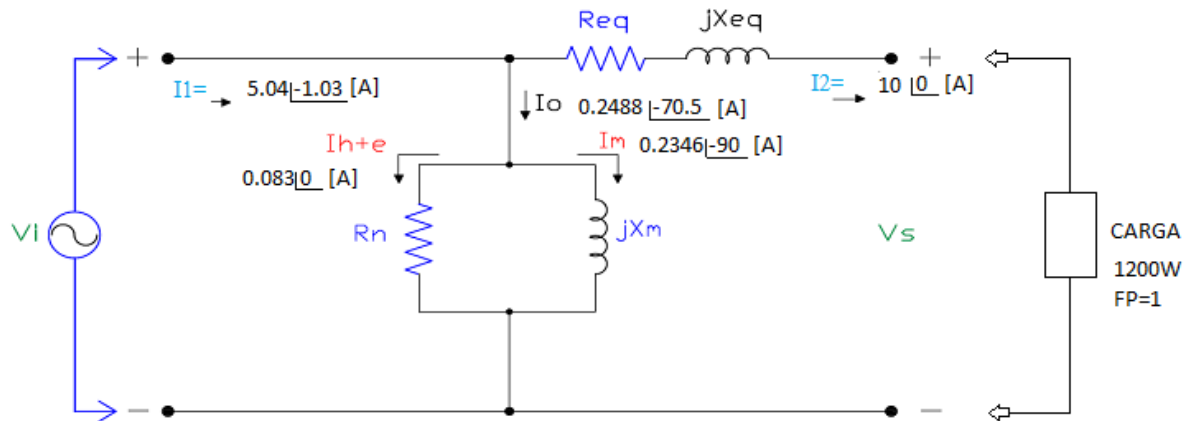 Req
jXeq
+
I1=
5.04|-1.03 [A]
Io
0.2488|-70.5 [A]
I2=
10|0 [A]
+
Ih+e
Im
0.2346|-90 [A]
0.083|0 [A]
Vi
Rn
jXm
Vs
CARGA
1200W
FP=1
−
−